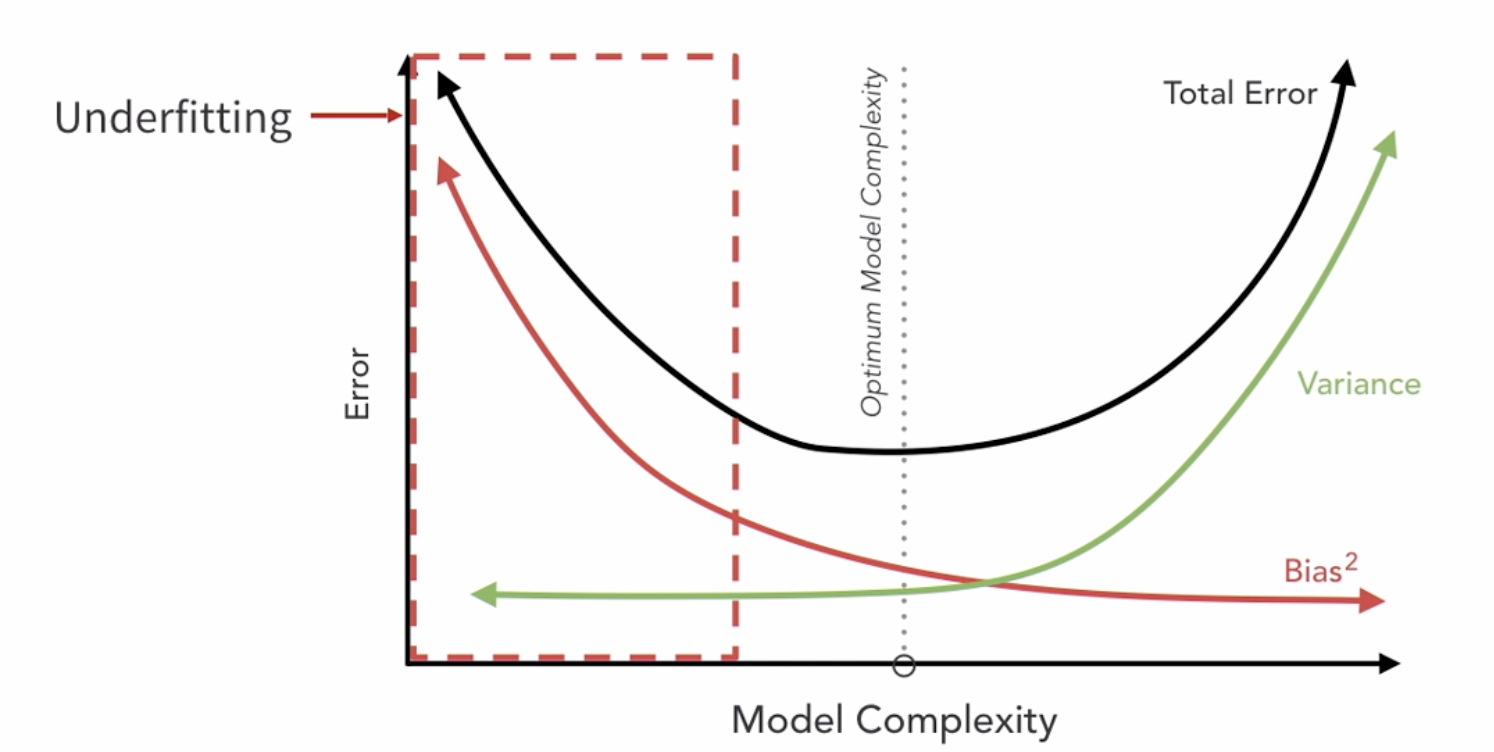 Underfitting
Total Error
Optimum Model Complexity
Error
Variance
Bias²
Model Complexity